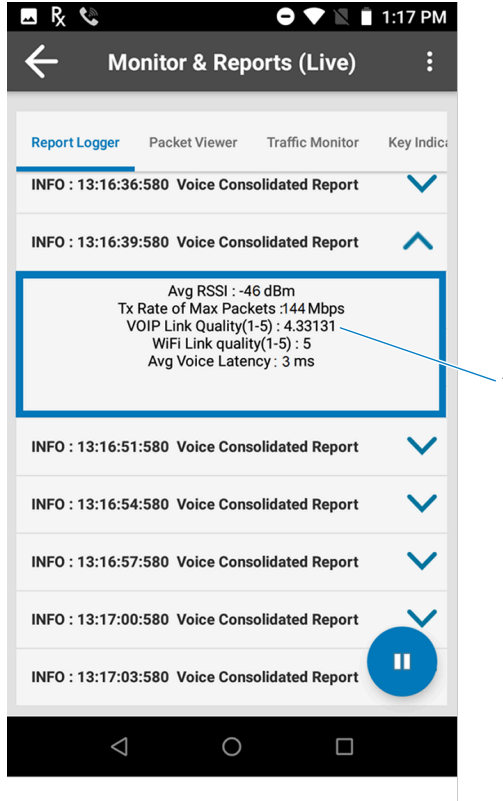 1:17 PM
Monitor & Reports (Live)
Report Logger Packet Viewer Traffic Monitor Key Indica
INFO : 13:16:36:580 Voice Consolidated Report
INFO : 13:16:39:580 Voice Consolidated Report
Avg RSSI : -46 dBm
Tx Rate of Max Packets :144 Mbps
VOIP Link Quality(1-5) : 4.33131
WiFi Link quality(1-5) : 5
Avg Voice Latency : 3 ms
INFO : 13:16:51:580 Voice Consolidated Report
INFO : 13:16:54:580 Voice Consolidated Report
INFO : 13:16:57:580 Voice Consolidated Report
INFO : 13:17:00:580 Voice Consolidated Report
INFO : 13:17:03:580 Voice Consolidated Report